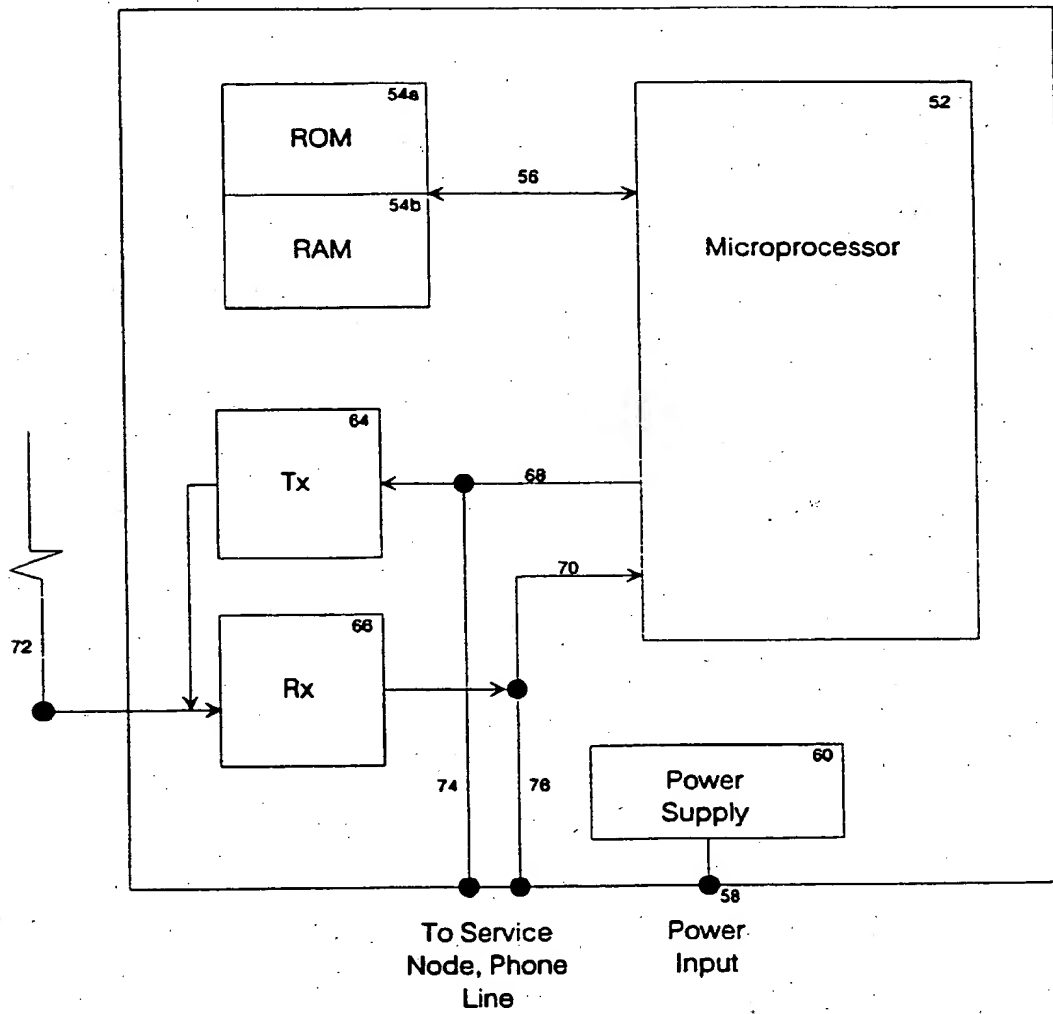 54a
ROM
54b
RAM
56
52
Microprocessor
64
Tx
68
70
66
Rx
72
74
76
60
Power
Supply
58
To Service
Node, Phone
Line
Power
Input